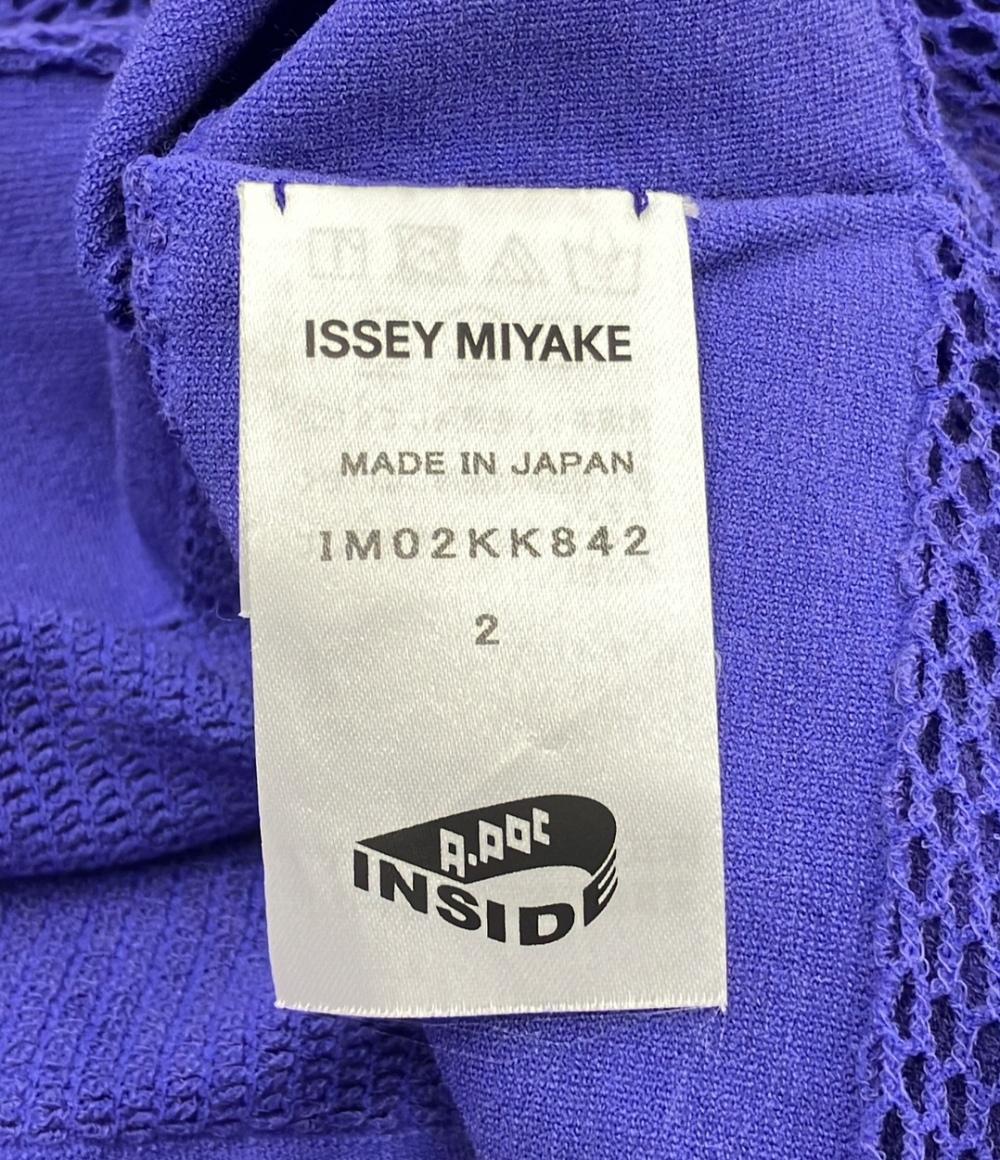 ISSEY MIYAKE
MADE IN JAPAN
IM02KK842
2
A.POC
INSIDE